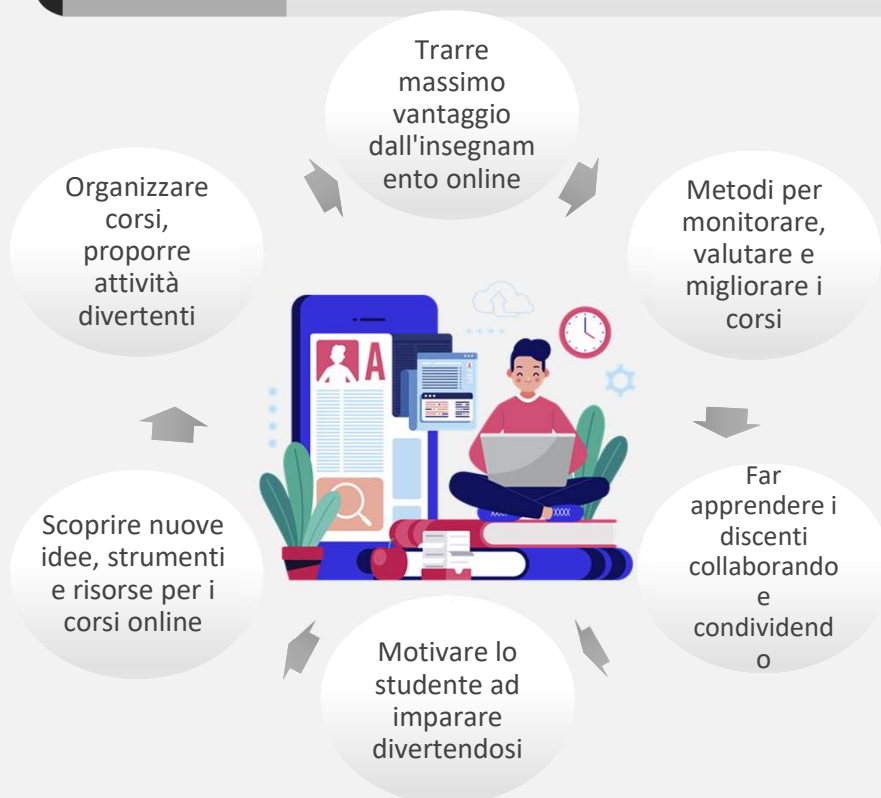 Trarre
massimo
vantaggio
dall'insegnam
ento online
Metodi per
monitorare,
valutare e
migliorare i
corsi
Far
apprendere i
discenti
collaborando
e
condividend
o
Motivare lo
studente ad
imparare
divertendosi
Scoprire nuove
idee, strumenti
e risorse per i
corsi online
Organizzare
corsi,
proporre
attività
divertenti
A
XXXX